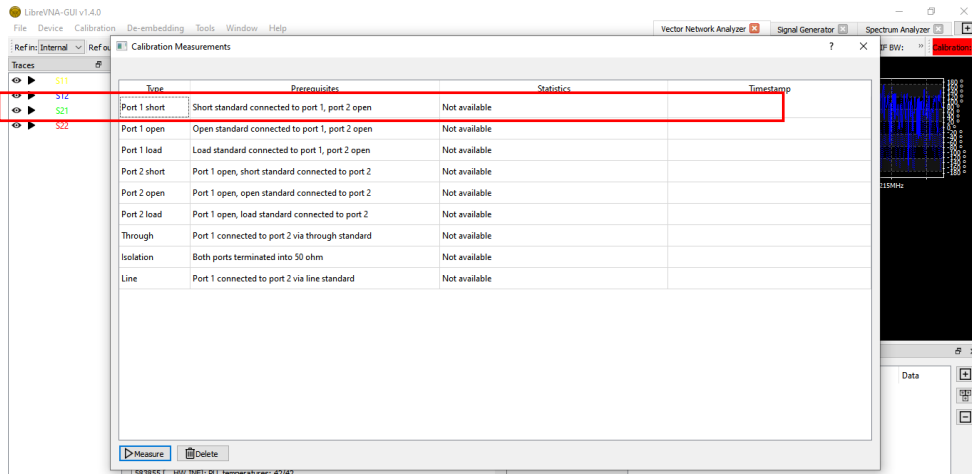 LibreVNA-GUI v1.4.0
File Device Calibration De-embedding Tools Window Help
Vector Network Analyzer Signal Generator Spectrum Analyzer
Ref in: Internal Ref ou
IF BW: » Calibration:
Calibration Measurements ?
Traces
S11
S12
S21
S22
Type Prerequisites Statistics Timestamp
Port 1 short Short standard connected to port 1, port 2 open Not available
Port 1 open Open standard connected to port 1, port 2 open Not available
Port 1 load Load standard connected to port 1, port 2 open Not available
Port 2 short Port 1 open, short standard connected to port 2 Not available
Port 2 open Port 1 open, open standard connected to port 2 Not available
Port 2 load Port 1 open, load standard connected to port 2 Not available
Through Port 1 connected to port 2 via through standard Not available
Isolation Both ports terminated into 50 ohm Not available
Line Port 1 connected to port 2 via line standard Not available
180 °
-180 °
215MHz
Data
Measure Delete